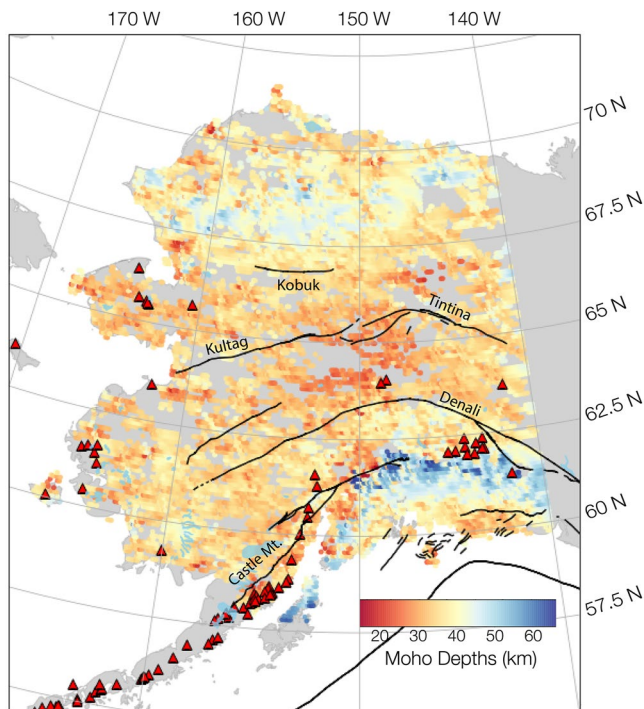 170 W 160 W 150 W 140 W
70 N
67.5 N
Kobuk
65 N
Tintina
Kultag
62.5 N
Denali
60 N
Castle Mt.
57.5 N
20 30 40 50 60
Moho Depths (km)